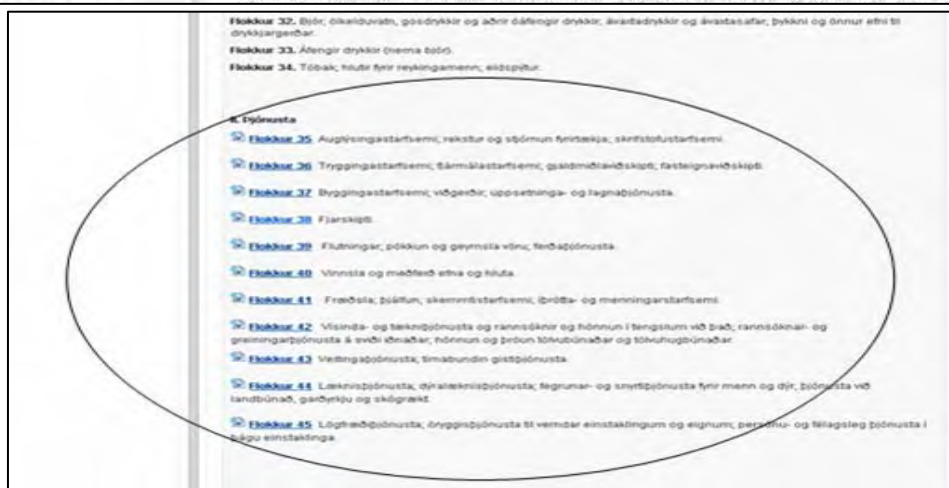 Flokkur 32. Bjór; ölkelduvatn, gosdrykkir og aðrir óáfengir drykkir; ávaxtadrykkir og ávaxtasafar; þykkni og önnur efni til
drykkjargerðar.
Flokkur 33. Áfengir drykkir (nema bjór).
Flokkur 34. Tóbak; hlutir fyrir reykingamenn; eldspýtur.
Þjónusta
Flokkur 35 Auglýsingastarfsemi; rekstur og stjórnun fyrirtækja; skrifstofustarfsemi.
Flokkur 36 Tryggingastarfsemi; fjármálastarfsemi; gjaldmiðlaviðskipti; fasteignaviðskipti.
Flokkur 37 Byggingastarfsemi; viðgerðir; uppsetninga- og lagnaþjónusta.
Flokkur 38 Fjarskipti.
Flokkur 39 Flutningar; pökkun og geymsla vöru; ferðaþjónusta.
Flokkur 40 Vinnsla og meðferð efna og hluta.
Flokkur 41 Fræðsla; þjálfun; skemmtistarfsemi; íþrótta- og menningarstarfsemi.
Flokkur 42 Vísinda- og tækniþjónusta og rannsóknir og hönnun í tengslum við það; rannsóknar- og
greiningarþjónusta á sviði iðnaðar; hönnun og þróun tölvubúnaðar og tölvuhugbúnaðar.
Flokkur 43 Veitingaþjónusta; tímabundin gistiþjónusta.
Flokkur 44 Læknisþjónusta; dýralæknisþjónusta; fegrunar- og snyrtiþjónusta fyrir menn og dýr; þjónusta við
landbúnað, garðyrkju og skógrækt.
Flokkur 45 Lögfræðiþjónusta; öryggisþjónusta til verndar einstaklingum og eignum; persónu- og félagsleg þjónusta í
þágu einstaklinga.